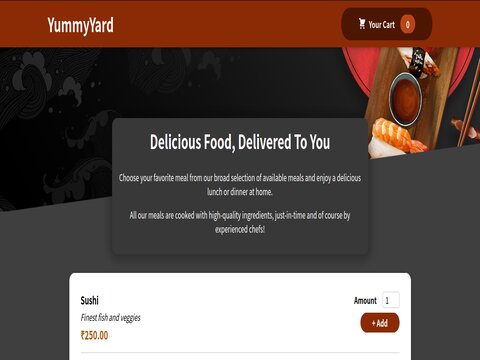 YummyYard
Your Cart 0
Delicious Food, Delivered To You
Choose your favorite meal from our broad selection of available meals and enjoy a delicious
lunch or dinner at home.
All our meals are cooked with high-quality ingredients, just-in-time and of course by
experienced chefs!
Sushi
Amount 1
Finest fish and veggies
₹250.00
+ Add